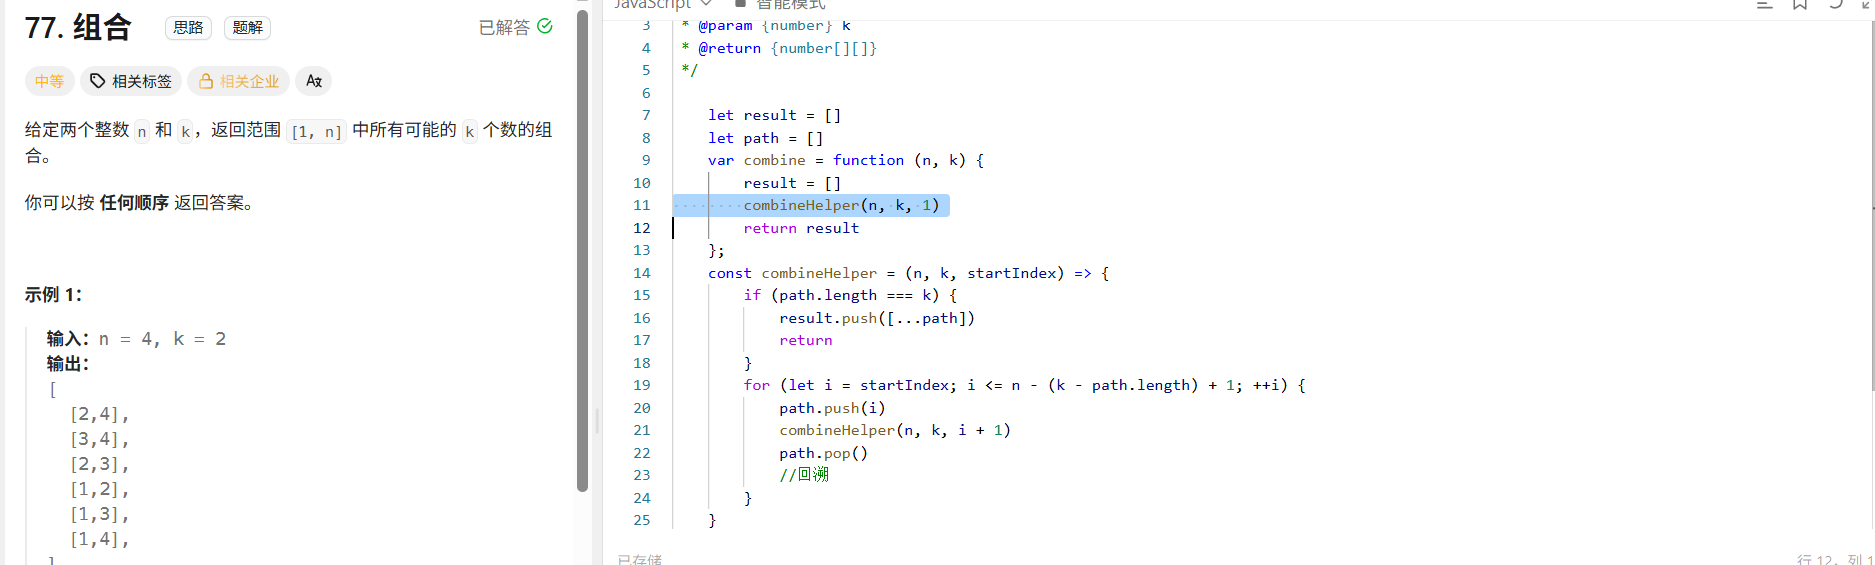 77. 组合
思路
题解
已解答
中等
相关标签
相关企业
给定两个整数 n 和 k，返回范围 [1, n] 中所有可能的 k 个数的组
合。
你可以按 任何顺序 返回答案。
示例 1：
输入：n = 4, k = 2
输出：
[
[2,4],
[3,4],
[2,3],
[1,2],
[1,3],
[1,4],
]
JavaScript
智能模式
3 * @param {number} k
4 * @return {number[][]}
5 */
6
7 let result = []
8 let path = []
9 var combine = function (n, k) {
10 result = []
11 combineHelper(n, k, 1)
12 return result
13 };
14 const combineHelper = (n, k, startIndex) => {
15 if (path.length === k) {
16 result.push([...path])
17 return
18 }
19 for (let i = startIndex; i <= n - (k - path.length) + 1; ++i) {
20 path.push(i)
21 combineHelper(n, k, i + 1)
22 path.pop()
23 //回溯
24 }
25 }
已存储
行 12，列 1